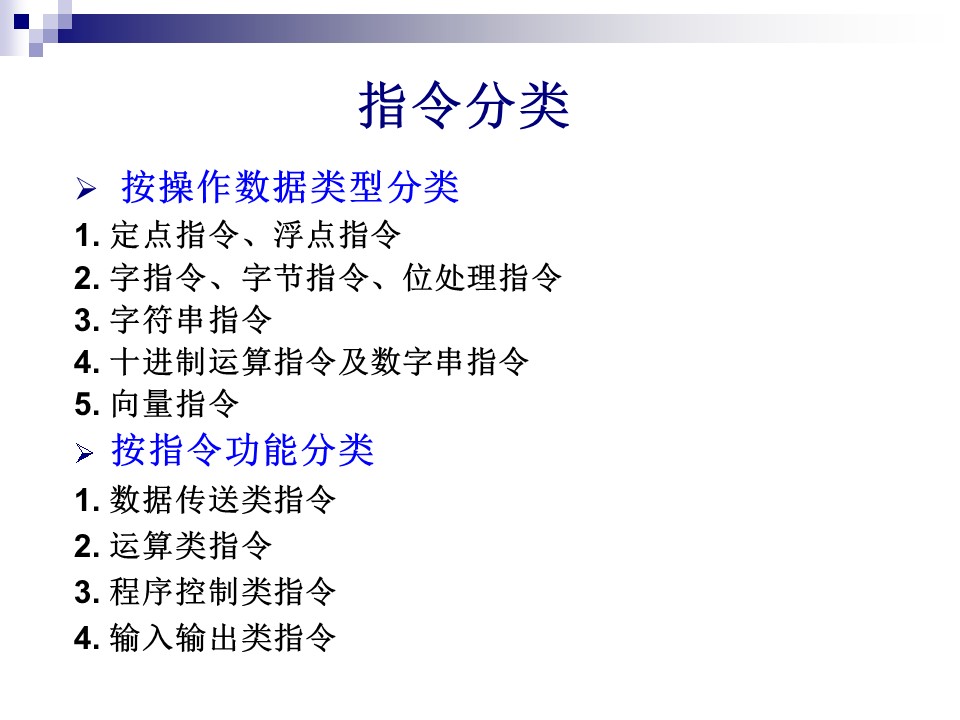 指令分类
➢ 按操作数据类型分类
1. 定点指令、浮点指令
2. 字指令、字节指令、位处理指令
3. 字符串指令
4. 十进制运算指令及数字串指令
5. 向量指令
➢ 按指令功能分类
1. 数据传送类指令
2. 运算类指令
3. 程序控制类指令
4. 输入输出类指令